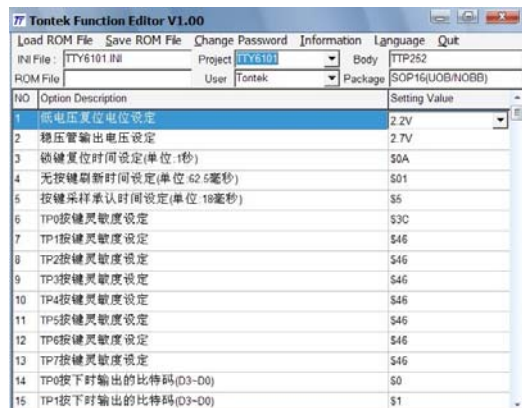 Tontek Function Editor V1.00
Load ROM File Save ROM File Change Password Information Language Quit
INI File : TTY6101.INI Project TTY6101 Body TTP252
ROM File User Tontek Package SOP16(UOB/NOBB)
NO Option Description Setting Value
1 低电压复位电位设定 2.2V
2 稳压管输出电压设定 2.7V
3 锁键复位时间设定(单位:1秒) $0A
4 无按键刷新时间设定(单位:62.5毫秒) $01
5 按键采样承认时间设定(单位:18毫秒) $5
6 TP0按键灵敏度设定 $3C
7 TP1按键灵敏度设定 $46
8 TP2按键灵敏度设定 $46
9 TP3按键灵敏度设定 $46
10 TP4按键灵敏度设定 $46
11 TP5按键灵敏度设定 $46
12 TP6按键灵敏度设定 $46
13 TP7按键灵敏度设定 $46
14 TP0按下时输出的比特码(D3~D0) $0
15 TP1按下时输出的比特码(D3~D0) $1